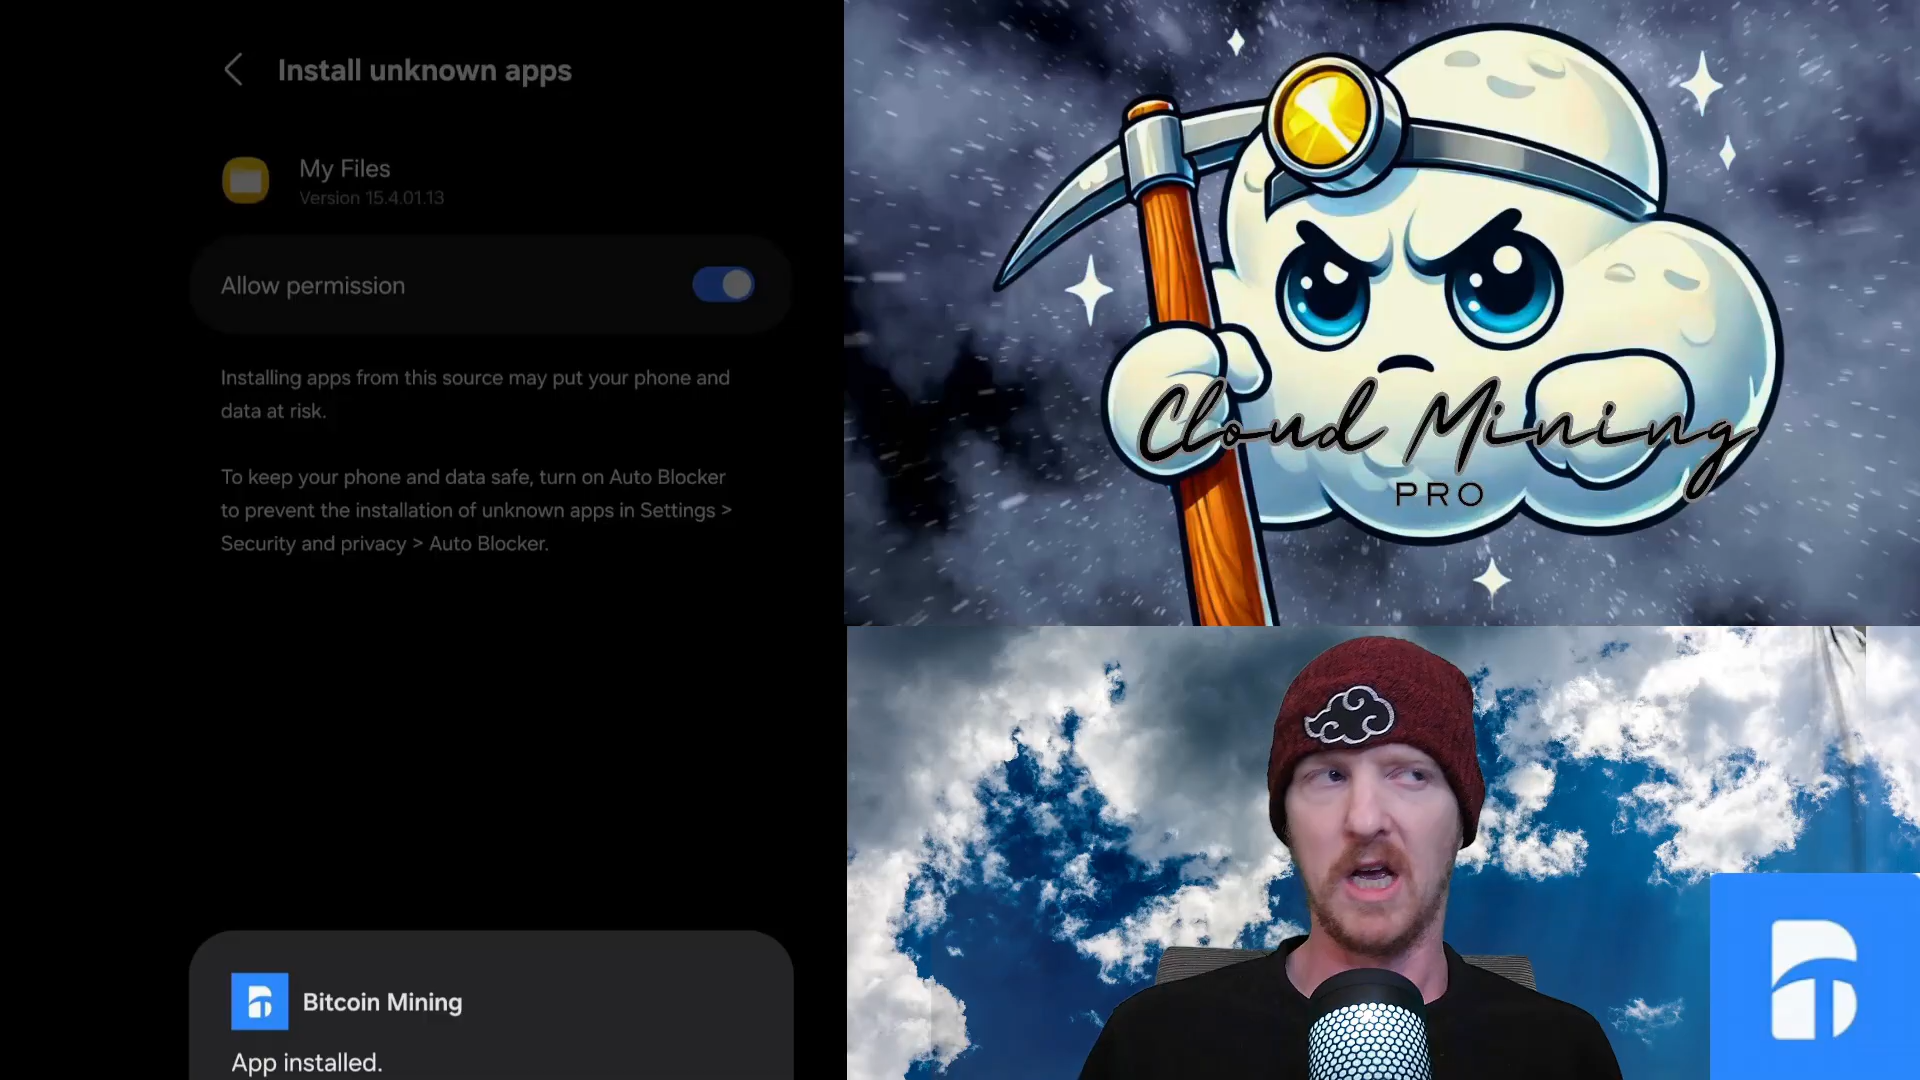 Install unknown apps
My Files
Version 15.4.01.13
Allow permission
Installing apps from this source may put your phone and
data at risk.
To keep your phone and data safe, turn on Auto Blocker
to prevent the installation of unknown apps in Settings >
Security and privacy > Auto Blocker.
Bitcoin Mining
App installed.
Cloud Mining
PRO